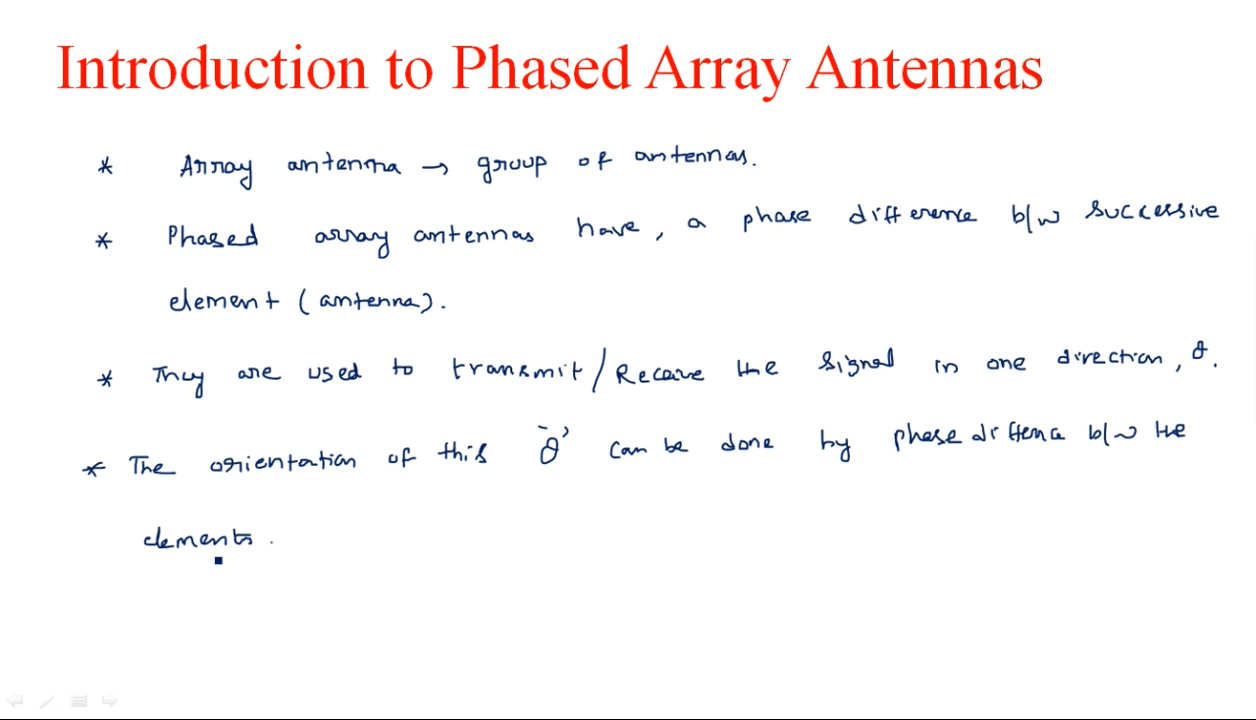 Introduction to Phased Array Antennas
* Array antenna → group of antennas.
* Phased array antennas have, a phase difference b/w successive
element (antenna).
* They are used to transmit/Receive the signal in one direction, θ.
* The orientation of this 'θ' can be done by phase diffence b/w the
elements.